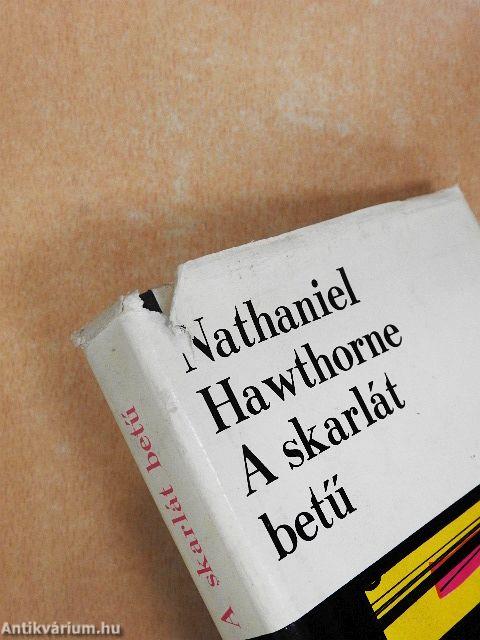 Nathaniel
Hawthorne
A skarlát
betű
A skarlát betű
Antikvárium.hu